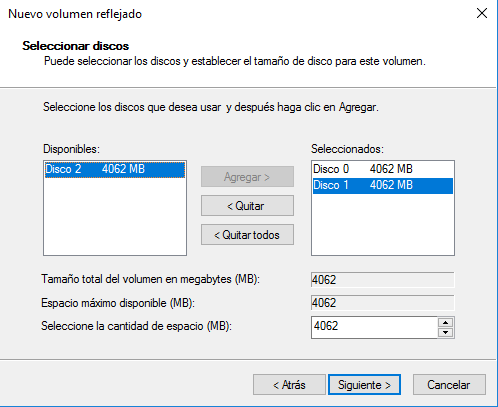 Nuevo volumen reflejado
Seleccionar discos
Puede seleccionar los discos y establecer el tamaño de disco para este volumen.
Seleccione los discos que desea usar y después haga clic en Agregar.
Disponibles:
Disco 2 4062 MB
Agregar >
< Quitar
< Quitar todos
Seleccionados:
Disco 0 4062 MB
Disco 1 4062 MB
Tamaño total del volumen en megabytes (MB): 4062
Espacio máximo disponible (MB): 4062
Seleccione la cantidad de espacio (MB): 4062
< Atrás Siguiente > Cancelar